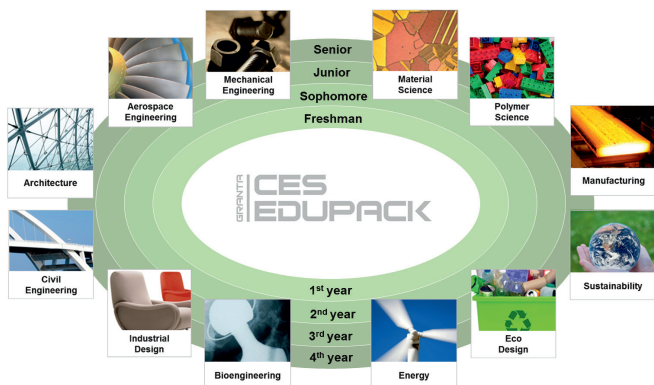 Senior
Junior
Sophomore
Freshman
Aerospace
Engineering
Mechanical
Engineering
Material
Science
Polymer
Science
Architecture
Manufacturing
GRANTA
CES
EDUPACK
Civil
Engineering
Sustainability
1st year
2nd year
3rd year
4th year
Industrial
Design
Bioengineering
Energy
Eco
Design